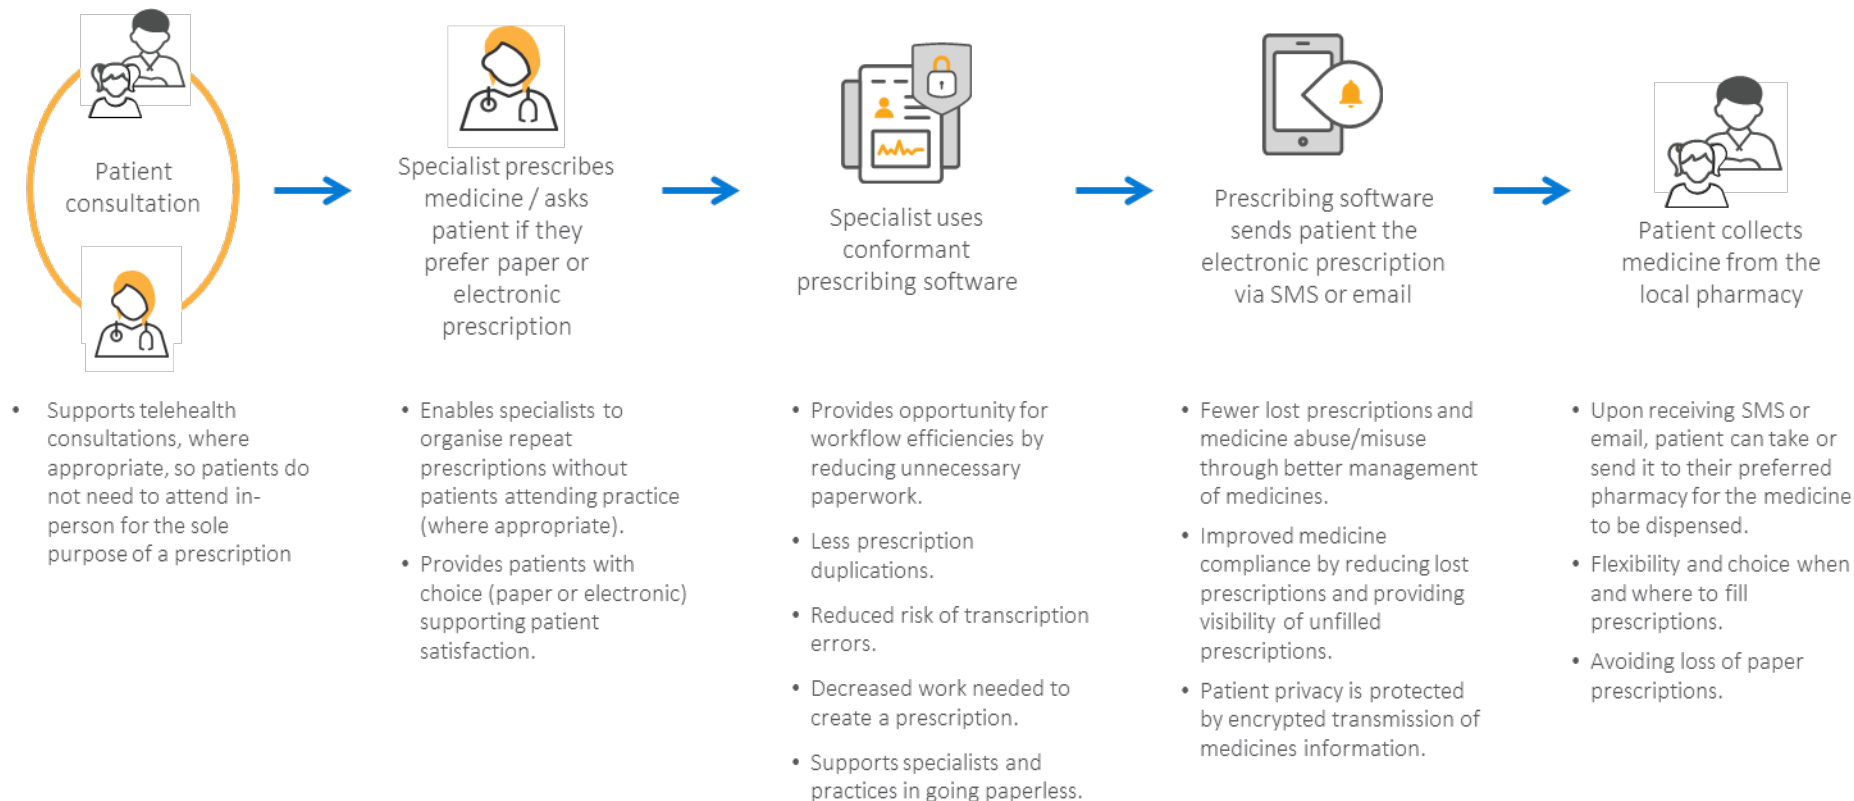 Patient
consultation
Specialist prescribes
medicine / asks
patient if they
prefer paper or
electronic
prescription
Specialist uses
conformant
prescribing software
Prescribing software
sends patient the
electronic prescription
via SMS or email
Patient collects
medicine from the
local pharmacy
• Supports telehealth
consultations, where
appropriate, so patients do
not need to attend in-
person for the sole
purpose of a prescription
• Enables specialists to
organise repeat
prescriptions without
patients attending practice
(where appropriate).
• Provides patients with
choice (paper or electronic)
supporting patient
satisfaction.
• Provides opportunity for
workflow efficiencies by
reducing unnecessary
paperwork.
• Less prescription
duplications.
• Reduced risk of transcription
errors.
• Decreased work needed to
create a prescription.
• Supports specialists and
practices in going paperless.
• Fewer lost prescriptions and
medicine abuse/misuse
through better management
of medicines.
• Improved medicine
compliance by reducing lost
prescriptions and providing
visibility of unfilled
prescriptions.
• Patient privacy is protected
by encrypted transmission of
medicines information.
• Upon receiving SMS or
email, patient can take or
send it to their preferred
pharmacy for the medicine
to be dispensed.
• Flexibility and choice when
and where to fill
prescriptions.
• Avoiding loss of paper
prescriptions.